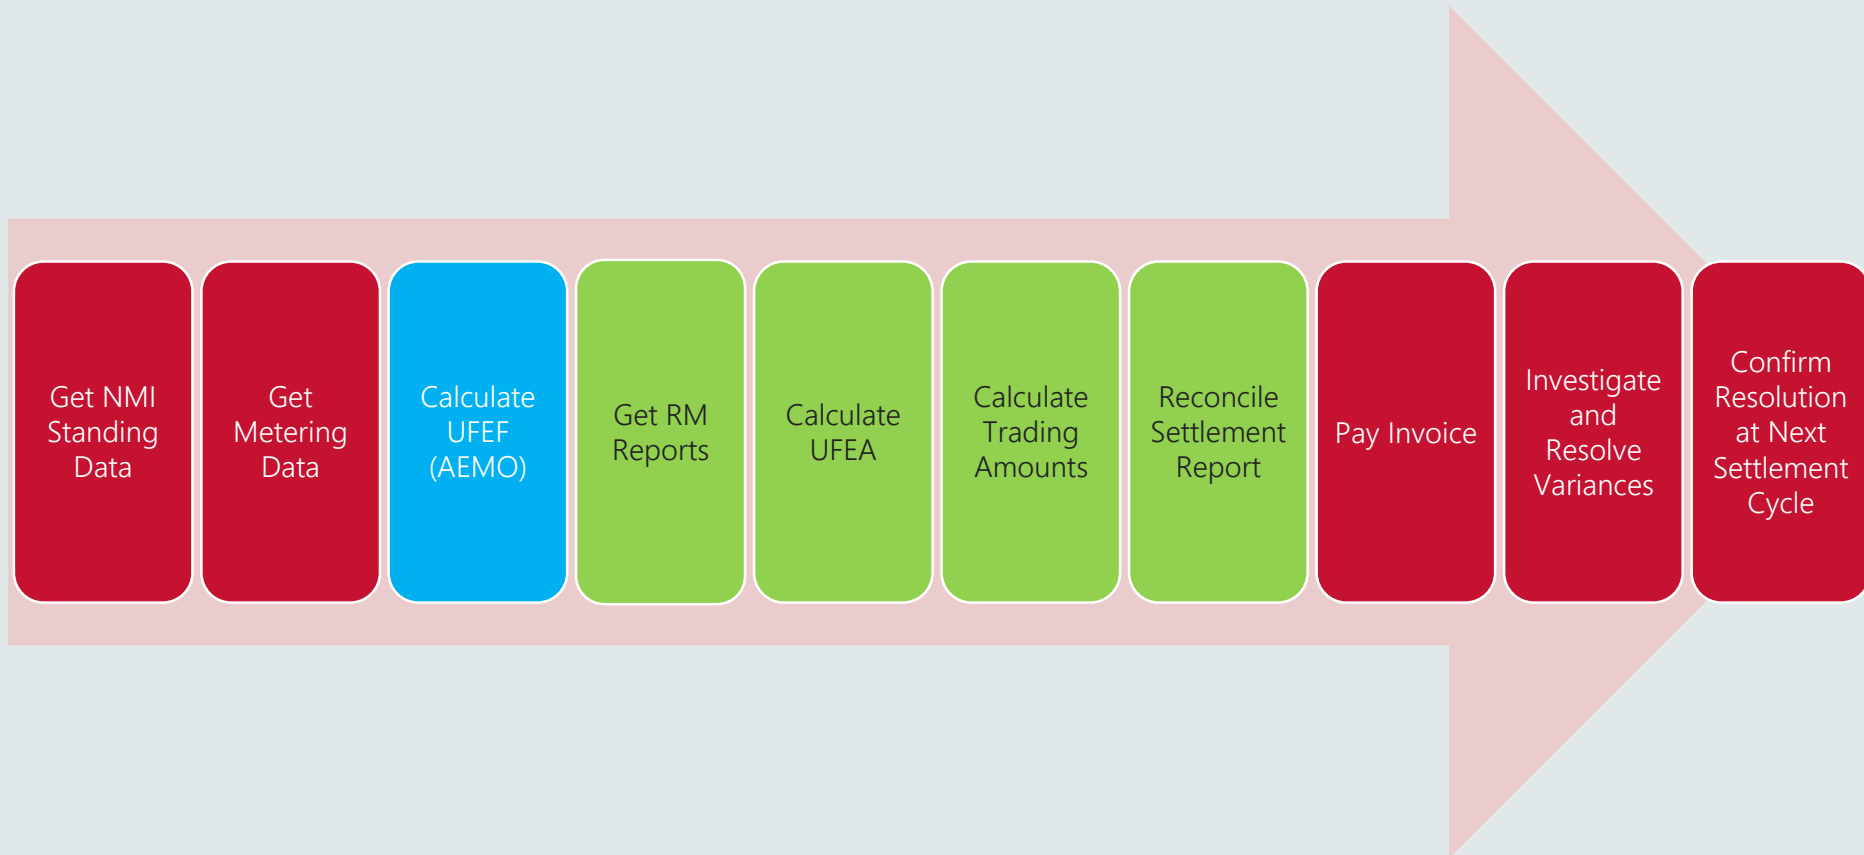 Get NMI
Standing
Data
Get
Metering
Data
Calculate
UFEF
(AEMO)
Get RM
Reports
Calculate
UFEA
Calculate
Trading
Amounts
Reconcile
Settlement
Report
Pay Invoice
Investigate
and
Resolve
Variances
Confirm
Resolution
at Next
Settlement
Cycle